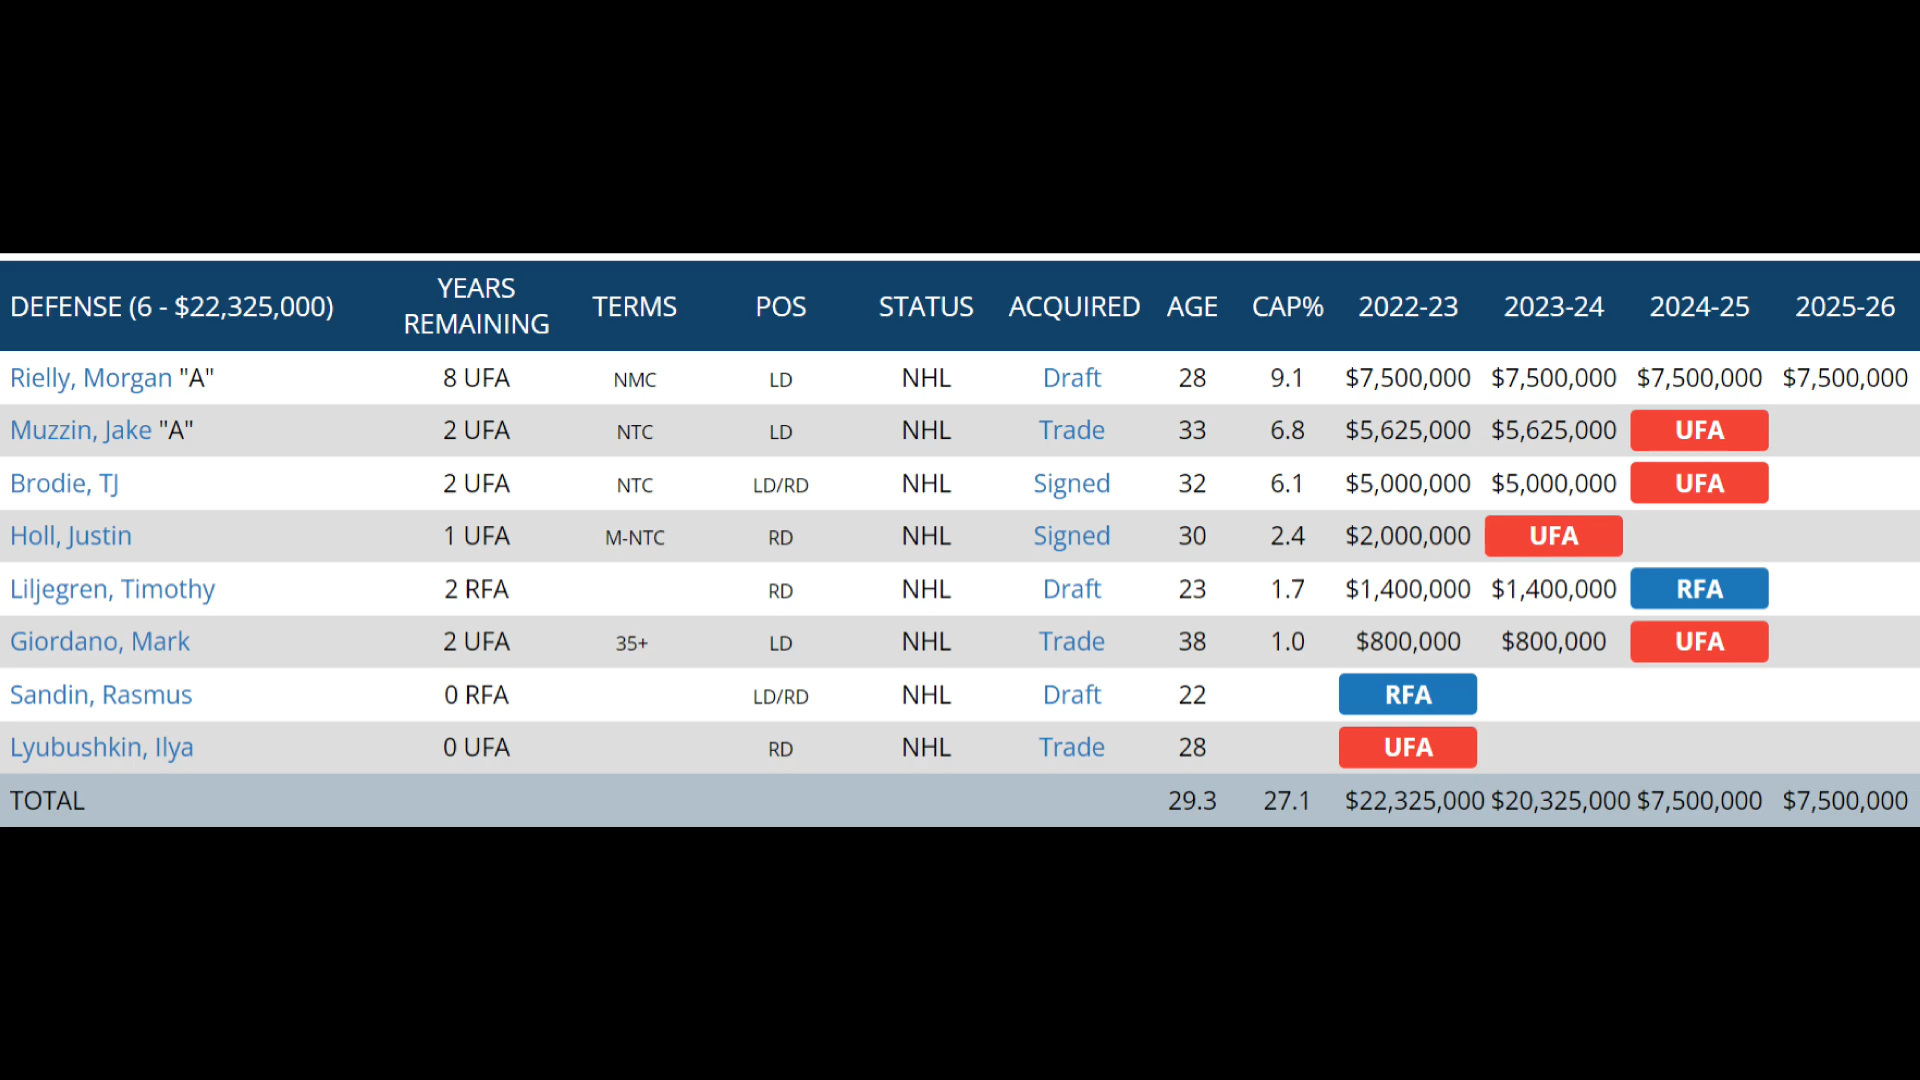 DEFENSE (6 - $22,325,000) YEARS REMAINING TERMS POS STATUS ACQUIRED AGE CAP% 2022-23 2023-24 2024-25 2025-26
Rielly, Morgan "A" 8 UFA NMC LD NHL Draft 28 9.1 $7,500,000 $7,500,000 $7,500,000 $7,500,000
Muzzin, Jake "A" 2 UFA NTC LD NHL Trade 33 6.8 $5,625,000 $5,625,000 UFA
Brodie, TJ 2 UFA NTC LD/RD NHL Signed 32 6.1 $5,000,000 $5,000,000 UFA
Holl, Justin 1 UFA M-NTC RD NHL Signed 30 2.4 $2,000,000 UFA
Liljegren, Timothy 2 RFA RD NHL Draft 23 1.7 $1,400,000 $1,400,000 RFA
Giordano, Mark 2 UFA 35+ LD NHL Trade 38 1.0 $800,000 $800,000 UFA
Sandin, Rasmus 0 RFA LD/RD NHL Draft 22 RFA
Lyubushkin, Ilya 0 UFA RD NHL Trade 28 UFA
TOTAL 29.3 27.1 $22,325,000 $20,325,000 $7,500,000 $7,500,000